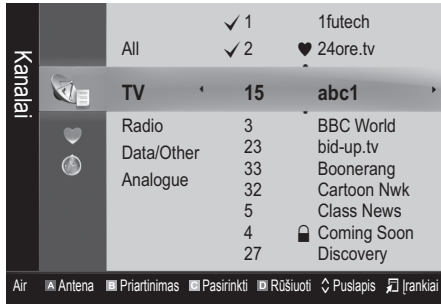 Kanalai
✓ 1 1futech
All ✓ 2 ♥ 24ore.tv
TV 15 abc1
Radio 3 BBC World
Data/Other 23 bid-up.tv
Analogue 33 Boonerang
32 Cartoon Nwk
5 Class News
4 Coming Soon
27 Discovery
Air A Antena B Priartinimas C Pasirinkti D Rūšiuoti Puslapis Įrankiai